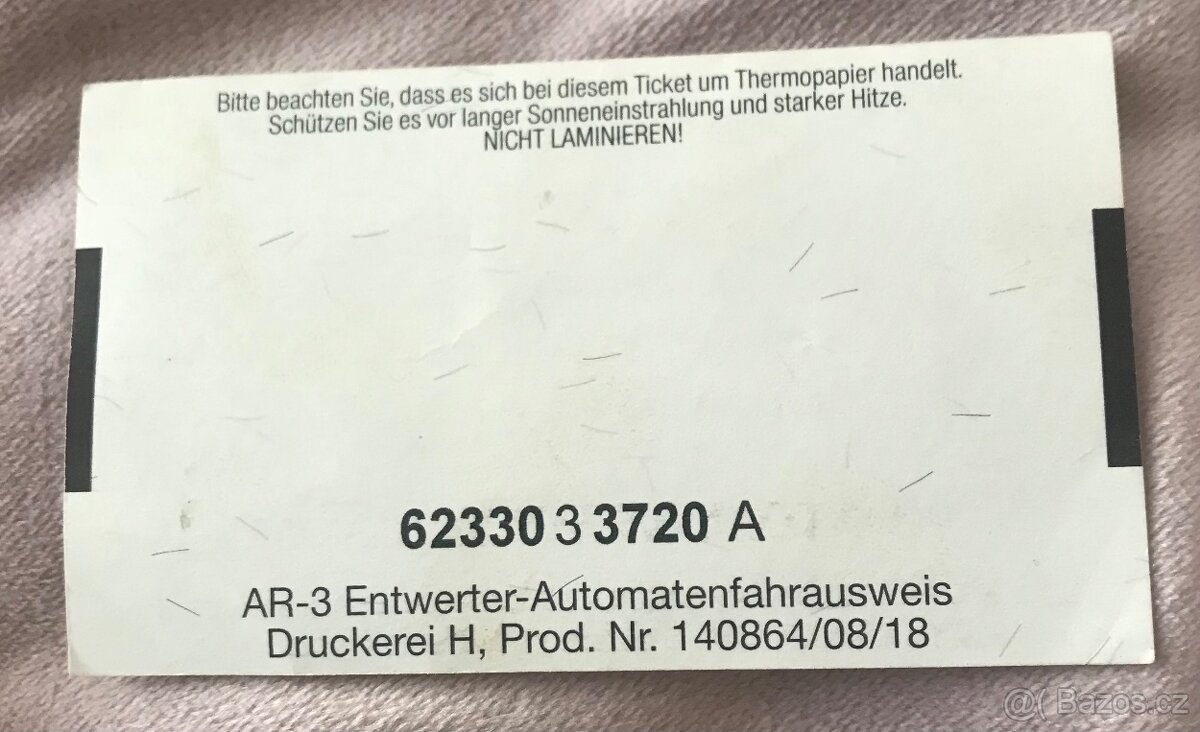 Bitte beachten Sie, dass es sich bei diesem Ticket um Thermopapier handelt.
Schützen Sie es vor langer Sonneneinstrahlung und starker Hitze.
NICHT LAMINIEREN!
62330 3 3720 A
AR-3 Entwerter-Automatenfahrausweis
Druckerei H, Prod. Nr. 140864/08/18
@( Bazos.cz